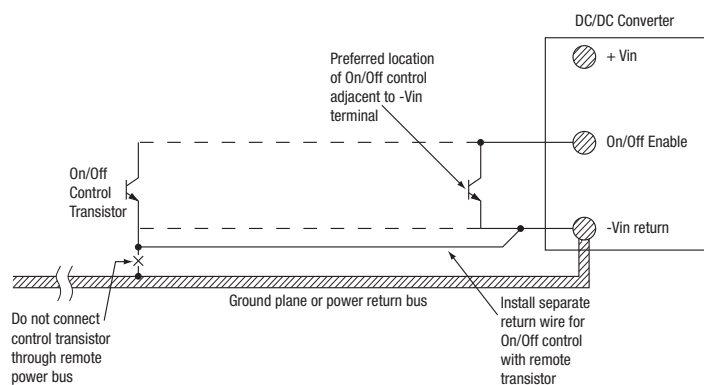 DC/DC Converter
+ Vin
Preferred location
of On/Off control
adjacent to -Vin
terminal
On/Off Enable
On/Off
Control
Transistor
-Vin return
Ground plane or power return bus
Do not connect
control transistor
through remote
power bus
Install separate
return wire for
On/Off control
with remote
transistor